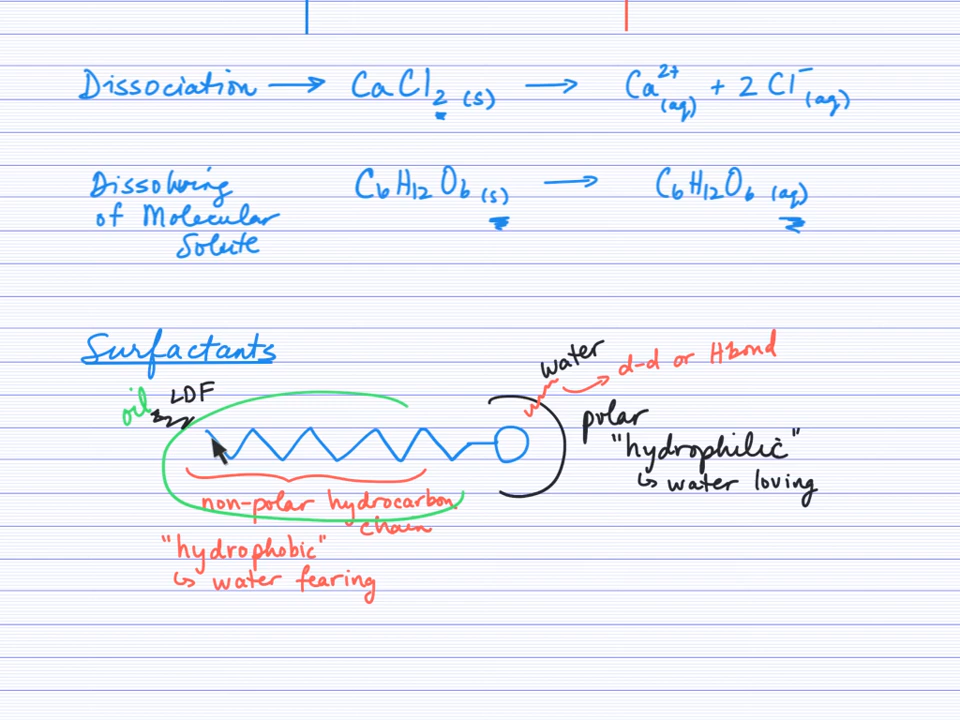 Dissociation → CaCl₂ (s) → Ca²⁺ (aq) + 2 Cl⁻ (aq)
Dissolving of Molecular Solute
C₆H₁₂O₆ (s) → C₆H₁₂O₆ (aq)
Surfactants
water
d-d or H bond
oil
LDF
polar
"hydrophilic"
↳ water loving
non-polar hydrocarbon
chain
"hydrophobic"
↳ water fearing